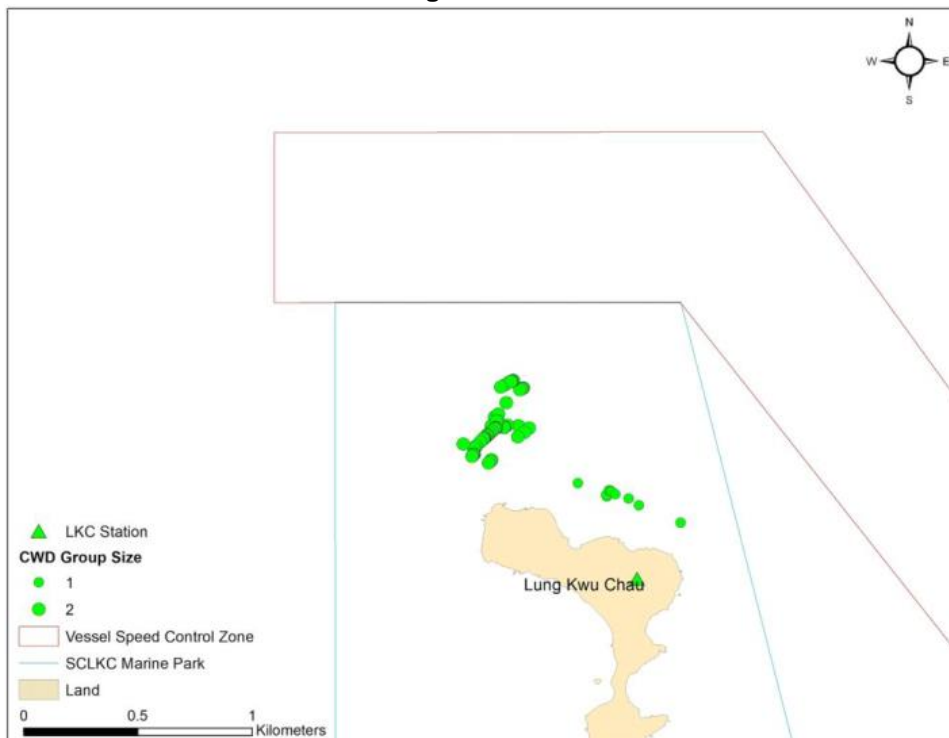 N
W E
S
Lung Kwu Chau
LKC Station
CWD Group Size
1
2
Vessel Speed Control Zone
SCLKC Marine Park
Land
0 0.5 1
Kilometers